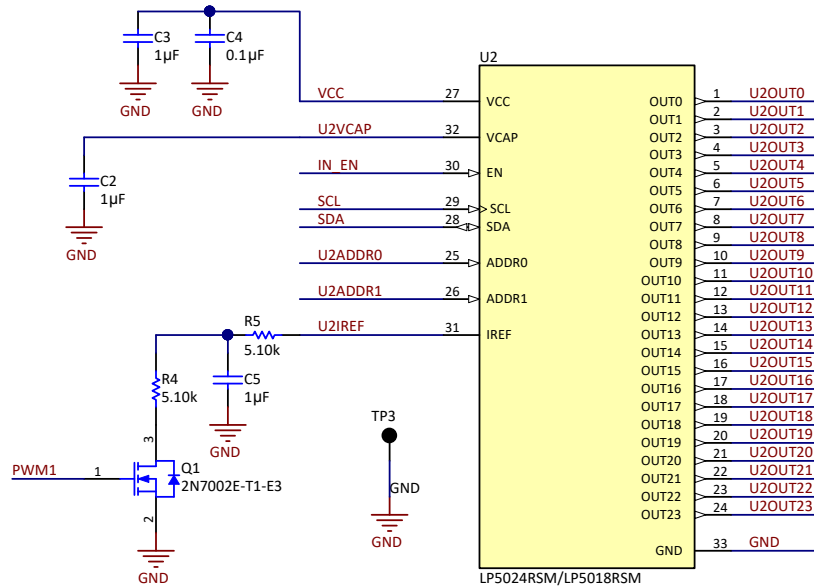 C3
1µF
GND
C4
0.1µF
GND
U2
VCC
27
VCC
U2VCAP
32
VCAP
IN_EN
30
EN
C2
1µF
GND
SCL
29
SCL
SDA
28
SDA
U2ADDR0
25
ADDR0
U2ADDR1
26
ADDR1
R5
5.10k
U2IREF
31
IREF
R4
5.10k
C5
1µF
GND
TP3
GND
GND
PWM1
1
3
2
Q1
2N7002E-T1-E3
GND
OUT0 1 U2OUT0
OUT1 2 U2OUT1
OUT2 3 U2OUT2
OUT3 4 U2OUT3
OUT4 5 U2OUT4
OUT5 6 U2OUT5
OUT6 7 U2OUT6
OUT7 8 U2OUT7
OUT8 9 U2OUT8
OUT9 10 U2OUT9
OUT10 11 U2OUT10
OUT11 12 U2OUT11
OUT12 13 U2OUT12
OUT13 14 U2OUT13
OUT14 15 U2OUT14
OUT15 16 U2OUT15
OUT16 17 U2OUT16
OUT17 18 U2OUT17
OUT18 19 U2OUT18
OUT19 20 U2OUT19
OUT20 21 U2OUT20
OUT21 22 U2OUT21
OUT22 23 U2OUT22
OUT23 24 U2OUT23
GND 33 GND
LP5024RSM/LP5018RSM